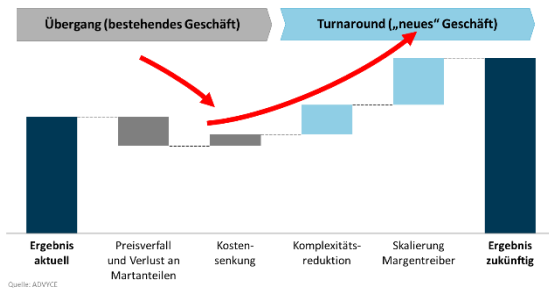 Übergang (bestehendes Geschäft)
Turnaround („neues“ Geschäft)
Ergebnis
aktuell
Preisverfall
und Verlust an
Martanteilen
Kosten-
senkung
Komplexitäts-
reduktion
Skalierung
Margentreiber
Ergebnis
zukünftig
Quelle: ADVYCE